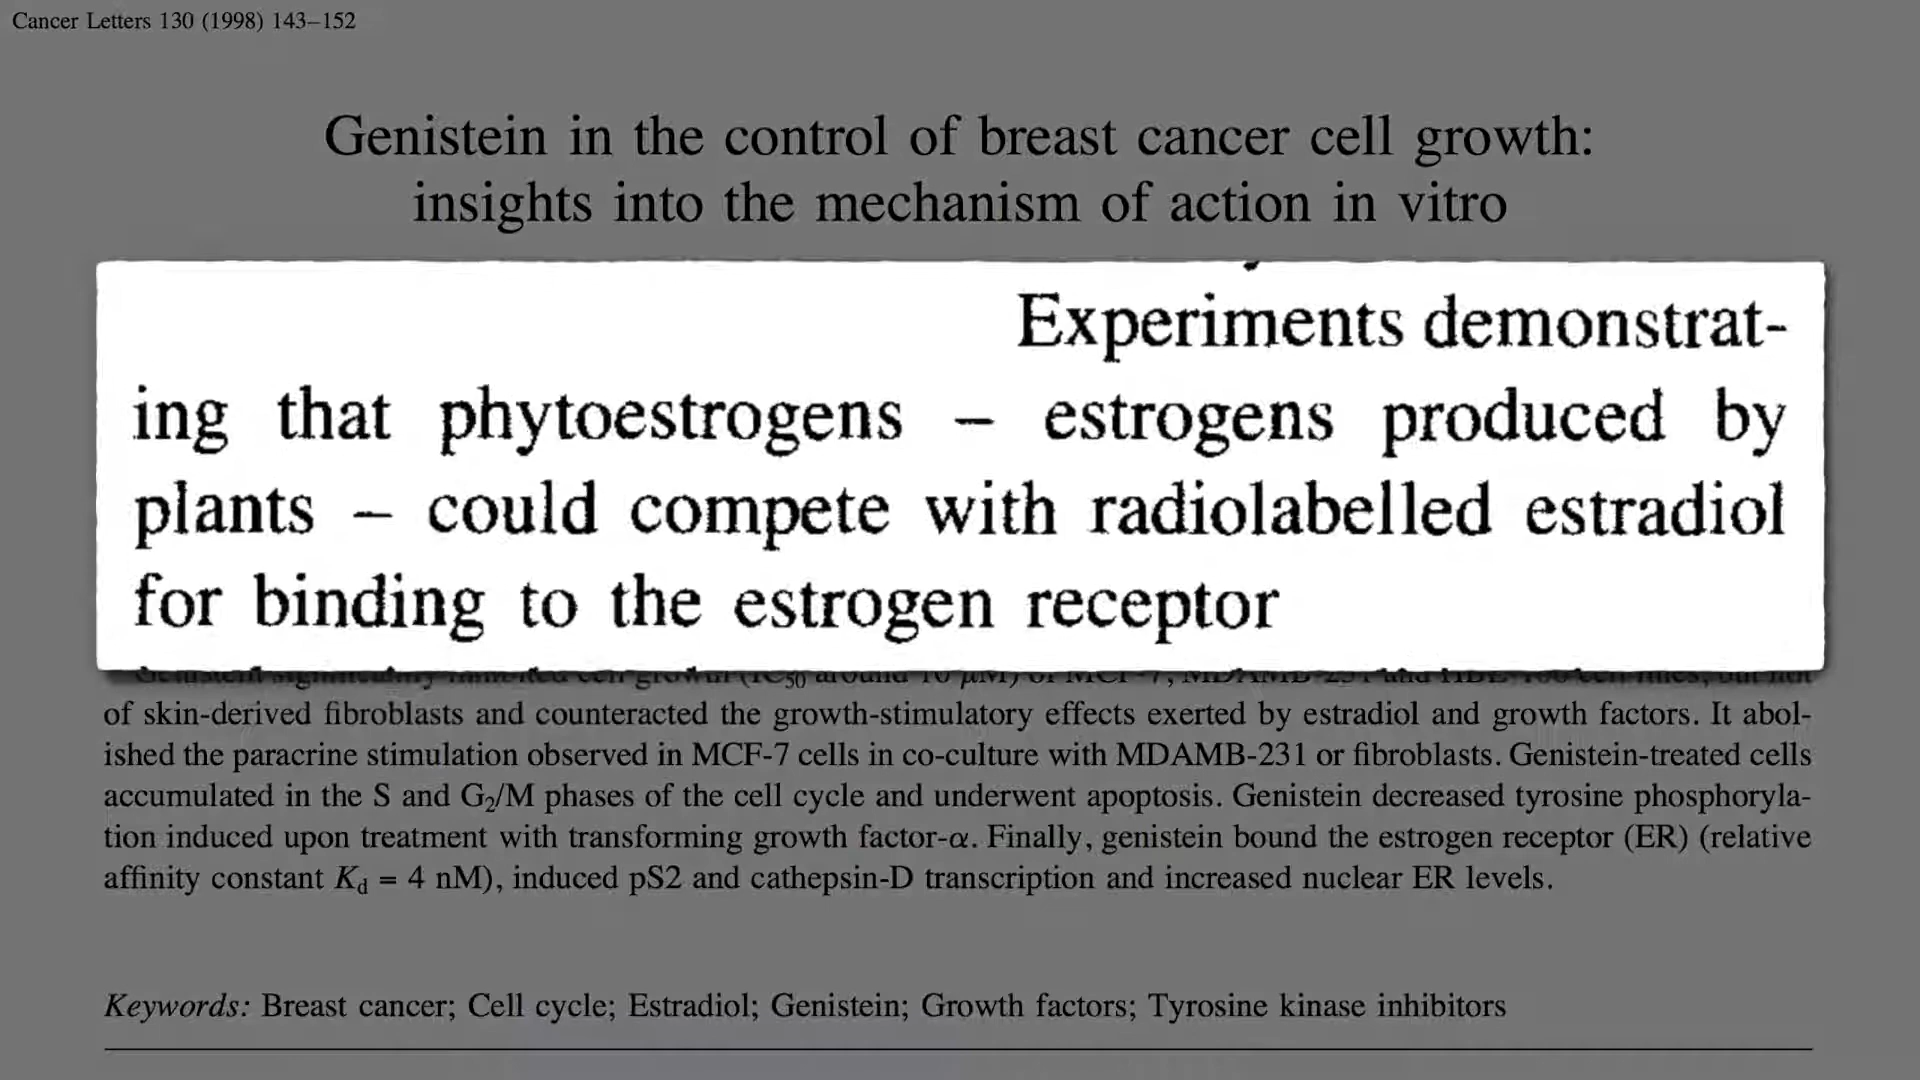 Cancer Letters 130 (1998) 143–152
Genistein in the control of breast cancer cell growth:
insights into the mechanism of action in vitro
Experiments demonstrat-
ing that phytoestrogens – estrogens produced by
plants – could compete with radiolabelled estradiol
for binding to the estrogen receptor
of skin-derived fibroblasts and counteracted the growth-stimulatory effects exerted by estradiol and growth factors. It abol-
ished the paracrine stimulation observed in MCF-7 cells in co-culture with MDAMB-231 or fibroblasts. Genistein-treated cells
accumulated in the S and G₂/M phases of the cell cycle and underwent apoptosis. Genistein decreased tyrosine phosphoryla-
tion induced upon treatment with transforming growth factor-α. Finally, genistein bound the estrogen receptor (ER) (relative
affinity constant K_d = 4 nM), induced pS2 and cathepsin-D transcription and increased nuclear ER levels.
Keywords: Breast cancer; Cell cycle; Estradiol; Genistein; Growth factors; Tyrosine kinase inhibitors